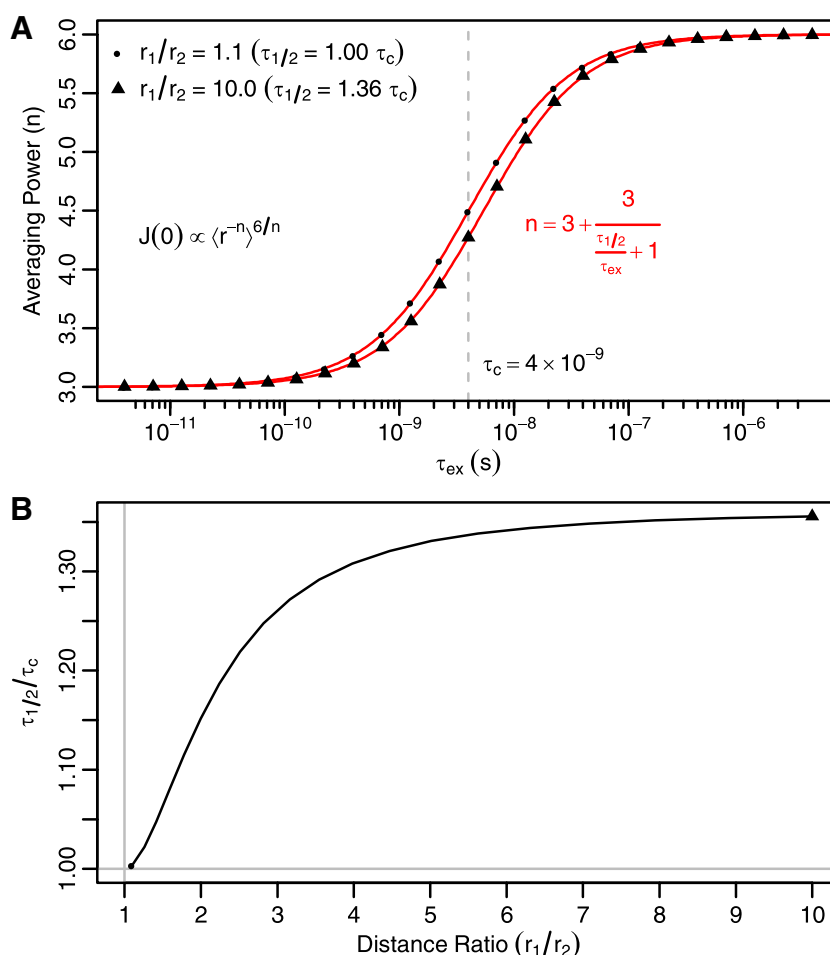 A
r₁/r₂ = 1.1 (τ₁/₂ = 1.00 τc)
r₁/r₂ = 10.0 (τ₁/₂ = 1.36 τc)
J(0) ∝ ⟨r⁻ⁿ⟩⁶/ⁿ
n = 3 + 3 / (τ₁/₂ / τex + 1)
τc = 4 × 10⁻⁹
Averaging Power (n)
6.0
5.5
5.0
4.5
4.0
3.5
3.0
10⁻¹¹ 10⁻¹⁰ 10⁻⁹ 10⁻⁸ 10⁻⁷ 10⁻⁶
τex (s)
B
τ₁/₂/τc
1.30
1.20
1.10
1.00
1 2 3 4 5 6 7 8 9 10
Distance Ratio (r₁/r₂)